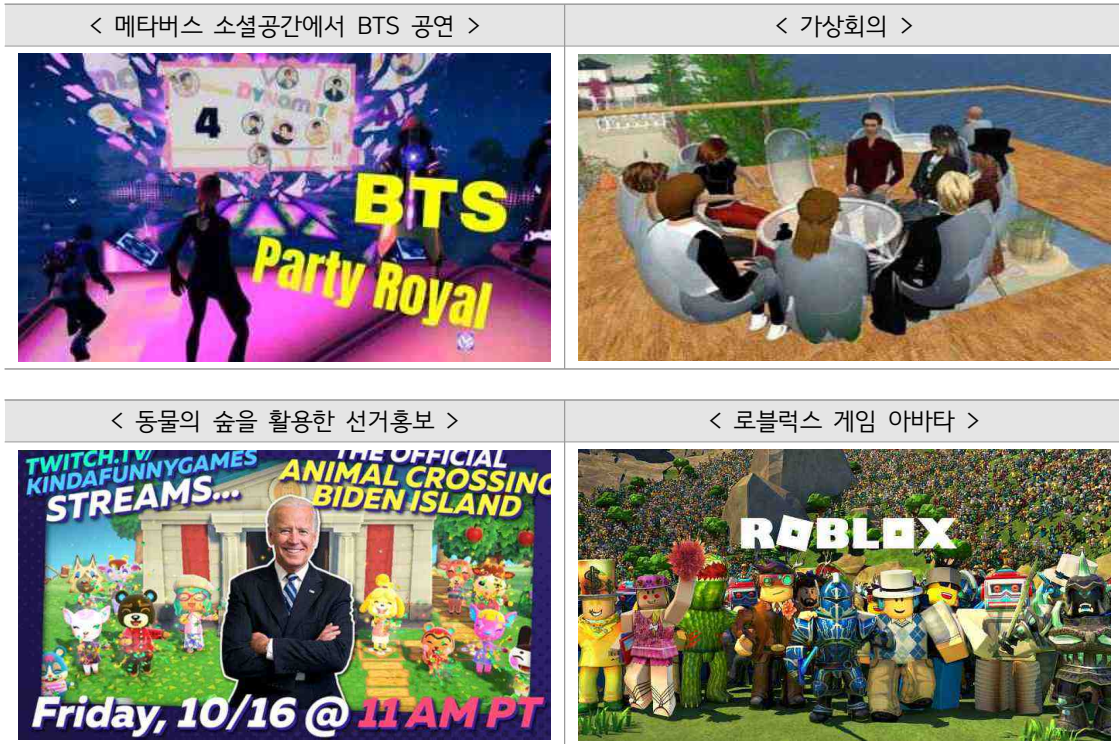 < 메타버스 소셜공간에서 BTS 공연 >
< 가상회의 >
DYNAMITE
4
BTS
Party Royal
< 동물의 숲을 활용한 선거홍보 >
< 로블럭스 게임 아바타 >
TWITCH.TV/
KINDAFUNNYGAMES
STREAMS...
THE OFFICIAL
ANIMAL CROSSING
BIDEN ISLAND
Friday, 10/16 @ 11 AM PT
ROBLOX